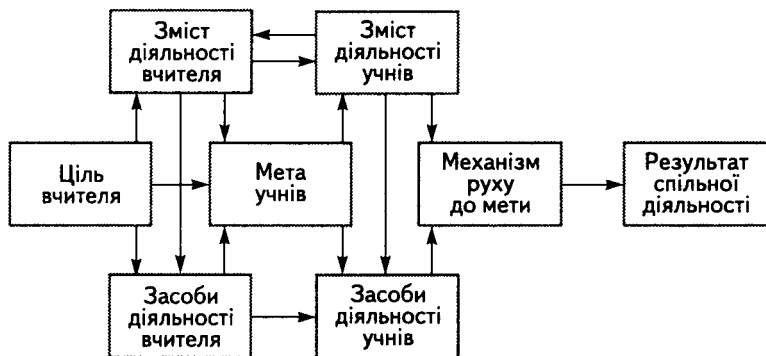 Зміст
діяльності
вчителя
Зміст
діяльності
учнів
Ціль
вчителя
Мета
учнів
Механізм
руху
до мети
Результат
спільної
діяльності
Засоби
діяльності
вчителя
Засоби
діяльності
учнів